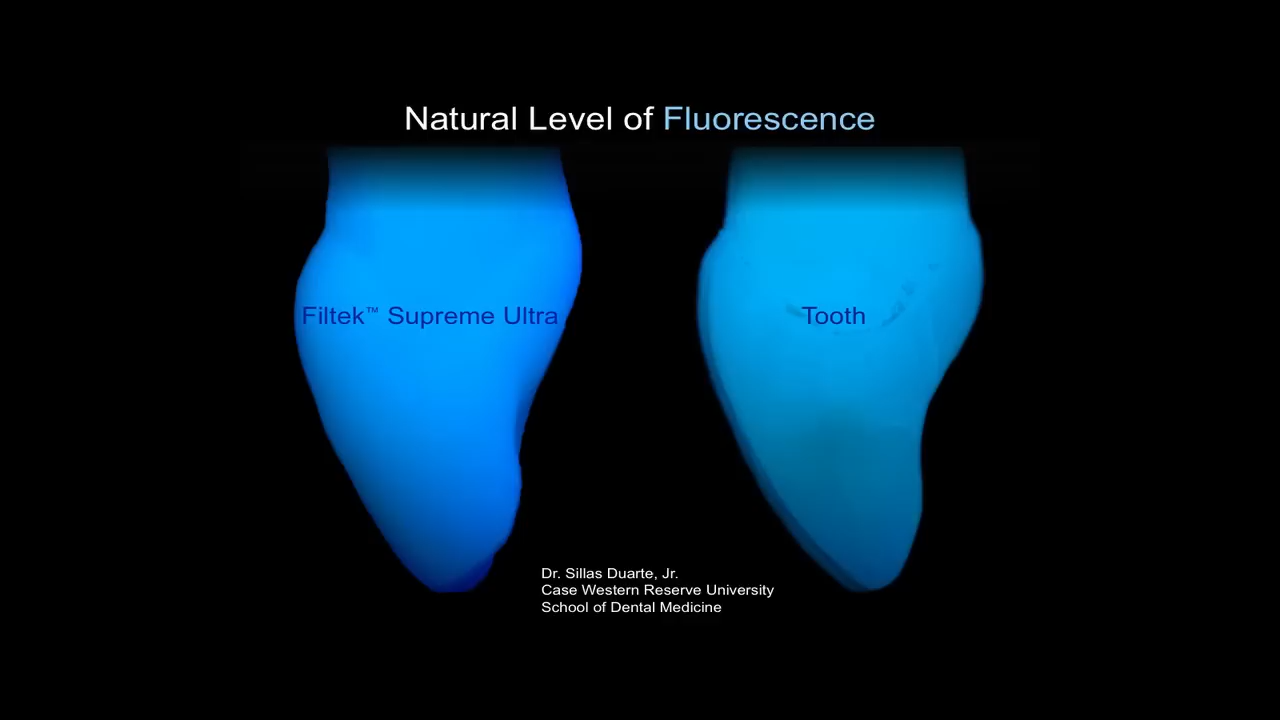 Natural Level of Fluorescence
Filtek™ Supreme Ultra
Tooth
Dr. Sillas Duarte, Jr.
Case Western Reserve University
School of Dental Medicine